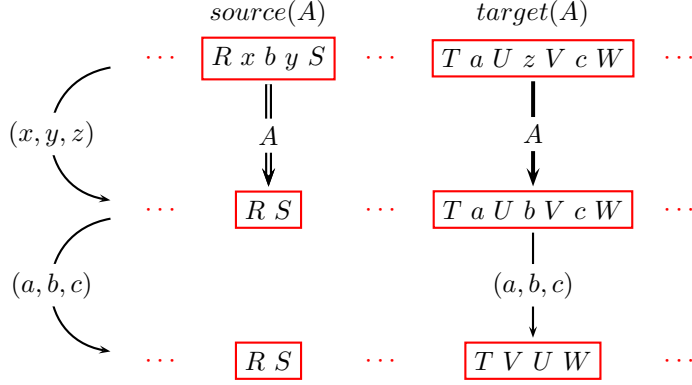 source(A) target(A)
··· R x b y S ··· T a U z V c W ···
(x, y, z) A A
··· R S ··· T a U b V c W ···
(a, b, c) (a, b, c)
··· R S ··· T V U W ···